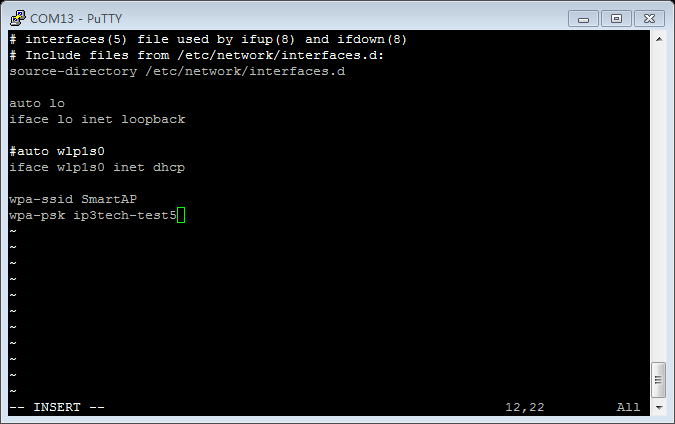 COM13 - PuTTY
# interfaces(5) file used by ifup(8) and ifdown(8)
# Include files from /etc/network/interfaces.d:
source-directory /etc/network/interfaces.d
auto lo
iface lo inet loopback
#auto wlp1s0
iface wlp1s0 inet dhcp
wpa-ssid SmartAP
wpa-psk ip3tech-test5
~
~
~
~
~
~
~
~
~
~
~
-- INSERT -- 12,22 All